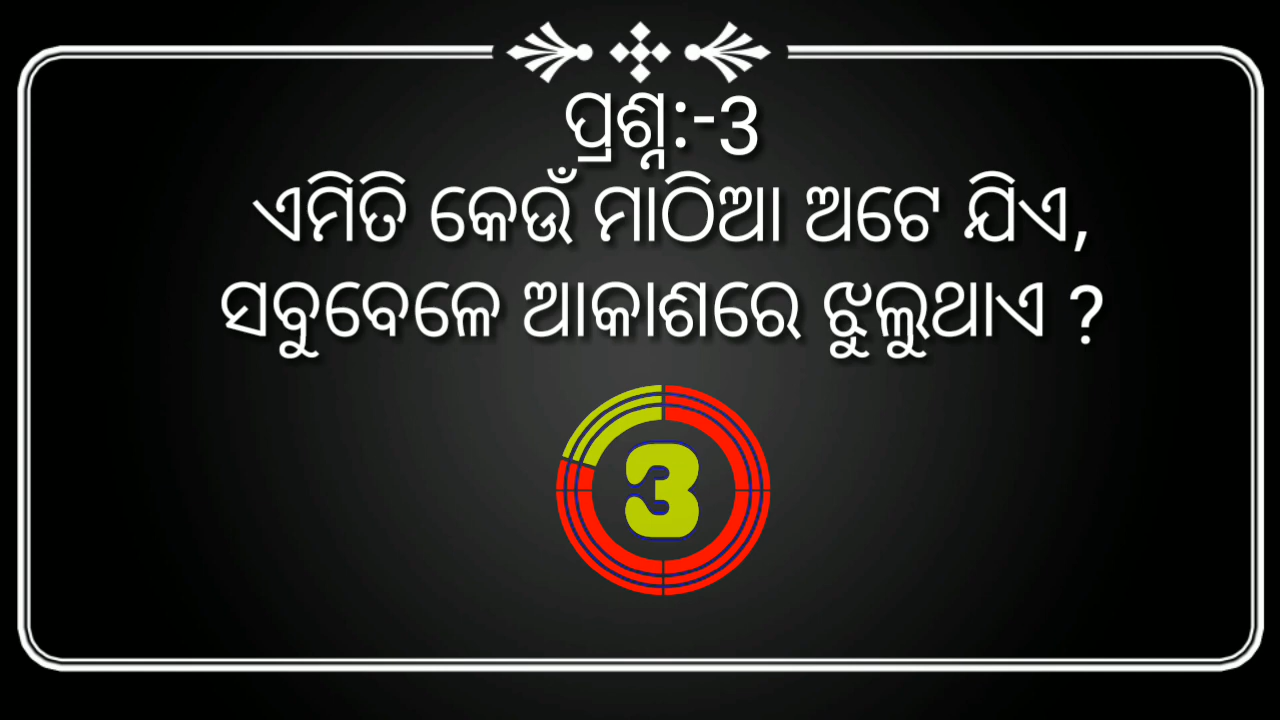 ପ୍ରଶ୍ନ:-3
ଏମିତି କେଉଁ ମାଠିଆ ଅଟେ ଯିଏ,
ସବୁବେଳେ ଆକାଶରେ ଝୁଲୁଥାଏ ?
3